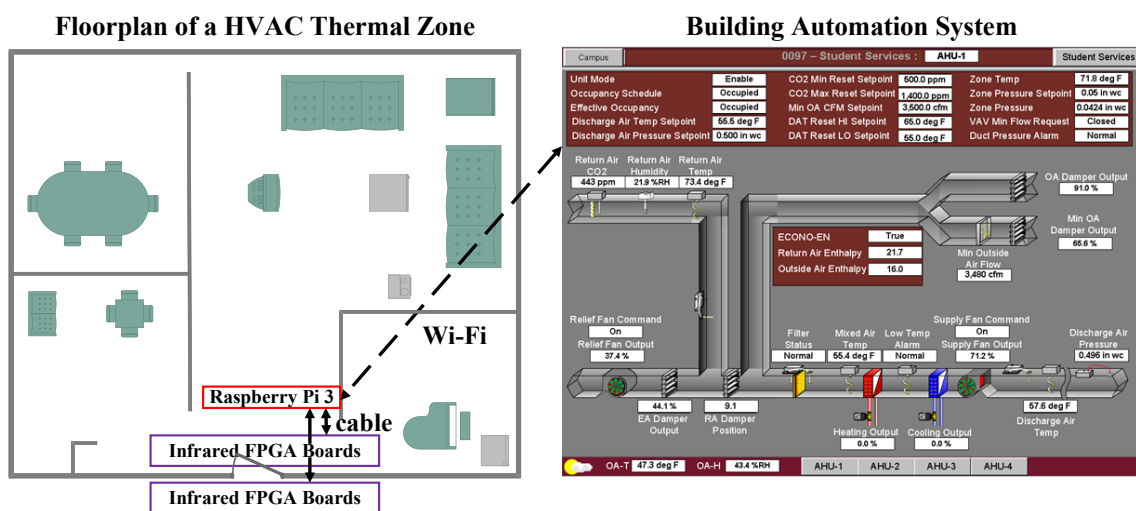 Floorplan of a HVAC Thermal Zone
Wi-Fi
Raspberry Pi 3
cable
Infrared FPGA Boards
Infrared FPGA Boards
Building Automation System
Campus
0097 – Student Services :
AHU-1
Student Services
Unit Mode
Enable
CO2 Min Reset Setpoint
500.0 ppm
Zone Temp
71.8 deg F
Occupancy Schedule
Occupied
CO2 Max Reset Setpoint
1,400.0 ppm
Zone Pressure Setpoint
0.05 in wc
Effective Occupancy
Occupied
Min OA CFM Setpoint
3,500.0 cfm
Zone Pressure
0.0424 in wc
Discharge Air Temp Setpoint
55.5 deg F
DAT Reset HI Setpoint
65.0 deg F
VAV Min Flow Request
Closed
Discharge Air Pressure Setpoint
0.500 in wc
DAT Reset LO Setpoint
55.0 deg F
Duct Pressure Alarm
Normal
Return Air
CO2
443 ppm
Return Air
Humidity
21.9 %RH
Return Air
Temp
73.4 deg F
OA Damper Output
91.0 %
Min OA
Damper Output
65.6 %
ECONO-EN
True
Return Air Enthalpy
21.7
Outside Air Enthalpy
16.0
Min Outside
Air Flow
3,480 cfm
Relief Fan Command
On
Relief Fan Output
37.4 %
Filter
Status
Normal
Mixed Air
Temp
55.4 deg F
Low Temp
Alarm
Normal
Supply Fan Command
On
Supply Fan Output
71.2 %
Discharge Air
Pressure
0.496 in wc
44.1 %
EA Damper
Output
9.1
RA Damper
Position
Heating Output
0.0 %
Cooling Output
0.0 %
57.6 deg F
Discharge Air
Temp
OA-T
47.3 deg F
OA-H
43.4 %RH
AHU-1
AHU-2
AHU-3
AHU-4